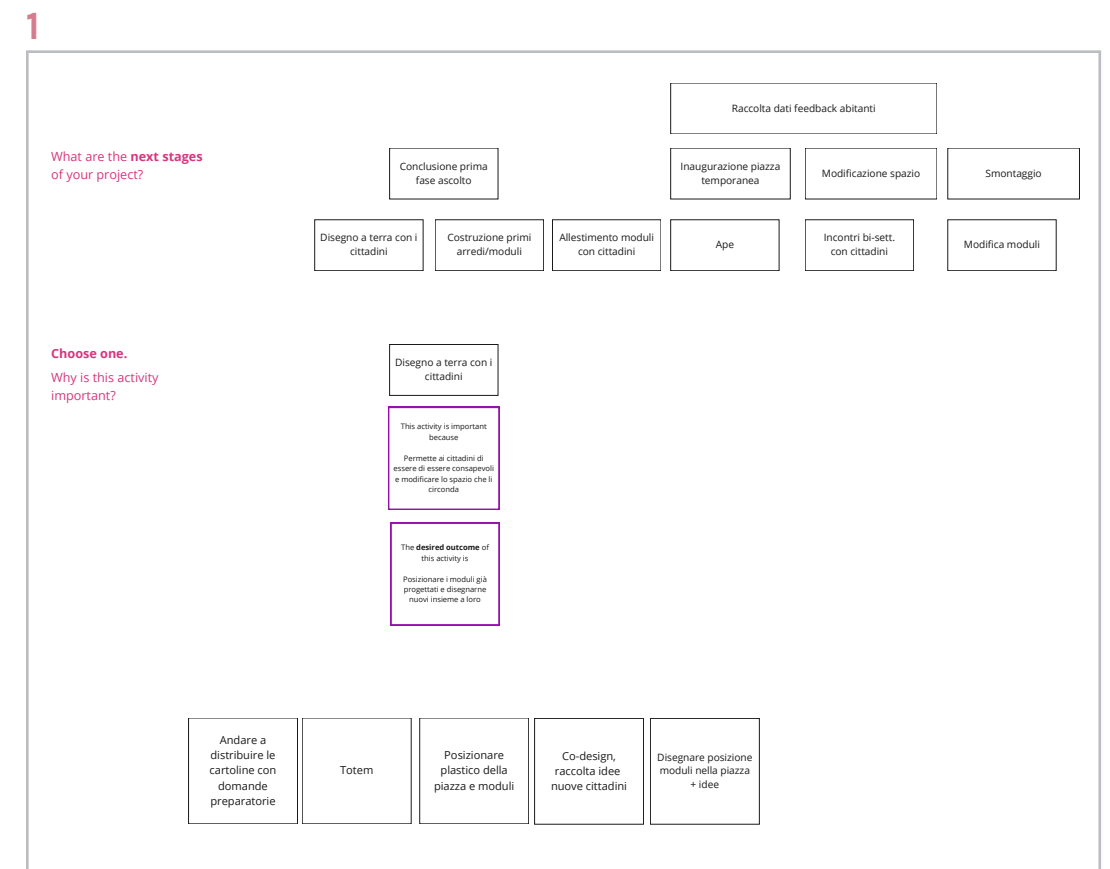 1
Raccolta dati feedback abitanti
What are the next stages
of your project?
Conclusione prima
fase ascolto
Inaugurazione piazza
temporanea
Modificazione spazio
Smontaggio
Disegno a terra con i
cittadini
Costruzione primi
arredi/moduli
Allestimento moduli
con cittadini
Ape
Incontri bi-sett.
con cittadini
Modifica moduli
Choose one.
Why is this activity
important?
Disegno a terra con i
cittadini
This activity is important
because
Permette ai cittadini di
essere di essere consapevoli
e modificare lo spazio che li
circonda
The desired outcome of
this activity is
Posizionare i moduli già
progettati e disegnarne
nuovi insieme a loro
Andare a
distribuire le
cartoline con
domande
preparatorie
Totem
Posizionare
plastico della
piazza e moduli
Co-design,
raccolta idee
nuove cittadini
Disegnare posizione
moduli nella piazza
+ idee